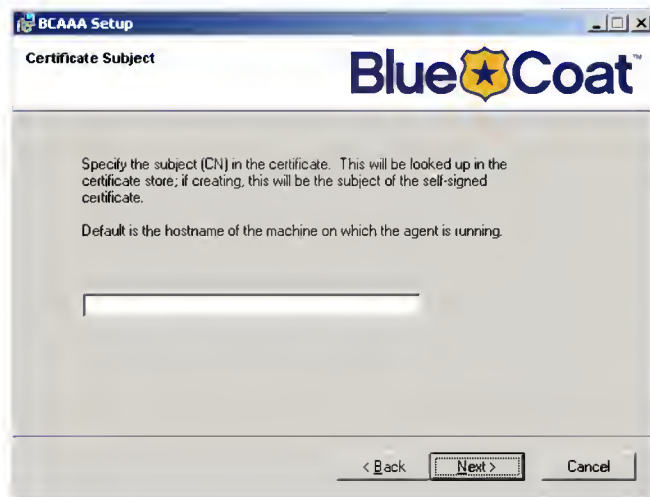 BCAAA Setup
Certificate Subject
Blue Coat™
Specify the subject (CN) in the certificate. This will be looked up in the
certificate store; if creating, this will be the subject of the self-signed
certificate.
Default is the hostname of the machine on which the agent is running.
< Back
Next >
Cancel